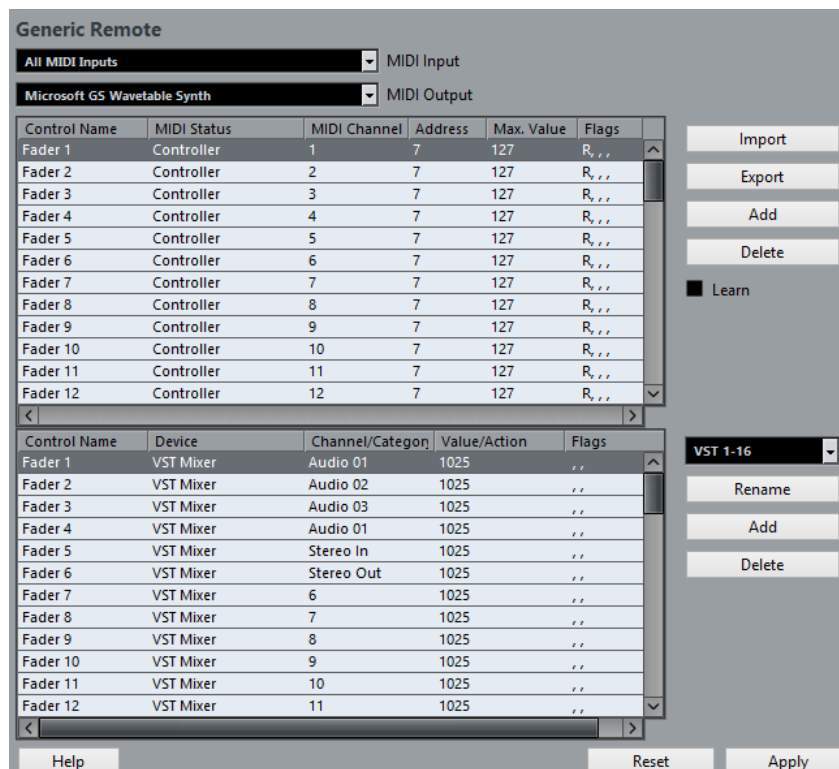 Generic Remote
All MIDI Inputs MIDI Input
Microsoft GS Wavetable Synth MIDI Output
Control Name MIDI Status MIDI Channel Address Max. Value Flags
Fader 1 Controller 1 7 127 R, , ,
Fader 2 Controller 2 7 127 R, , ,
Fader 3 Controller 3 7 127 R, , ,
Fader 4 Controller 4 7 127 R, , ,
Fader 5 Controller 5 7 127 R, , ,
Fader 6 Controller 6 7 127 R, , ,
Fader 7 Controller 7 7 127 R, , ,
Fader 8 Controller 8 7 127 R, , ,
Fader 9 Controller 9 7 127 R, , ,
Fader 10 Controller 10 7 127 R, , ,
Fader 11 Controller 11 7 127 R, , ,
Fader 12 Controller 12 7 127 R, , ,
Import
Export
Add
Delete
Learn
Control Name Device Channel/Category Value/Action Flags
Fader 1 VST Mixer Audio 01 1025 , ,
Fader 2 VST Mixer Audio 02 1025 , ,
Fader 3 VST Mixer Audio 03 1025 , ,
Fader 4 VST Mixer Audio 01 1025 , ,
Fader 5 VST Mixer Stereo In 1025 , ,
Fader 6 VST Mixer Stereo Out 1025 , ,
Fader 7 VST Mixer 6 1025 , ,
Fader 8 VST Mixer 7 1025 , ,
Fader 9 VST Mixer 8 1025 , ,
Fader 10 VST Mixer 9 1025 , ,
Fader 11 VST Mixer 10 1025 , ,
Fader 12 VST Mixer 11 1025 , ,
VST 1-16
Rename
Add
Delete
Help Reset Apply